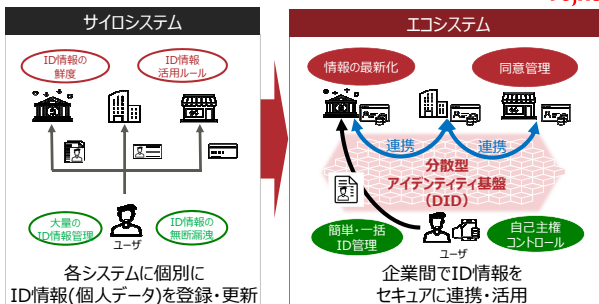 サイロシステム
ID情報の
鮮度
ID情報
活用ルール
大量の
ID情報管理
ID情報の
無断漏洩
ユーザ
各システムに個別に
ID情報(個人データ)を登録・更新
エコシステム
情報の最新化
同意管理
連携
連携
分散型
アイデンティティ基盤
(DID)
簡単・一括
ID管理
自己主権
コントロール
ユーザ
企業間でID情報を
セキュアに連携・活用